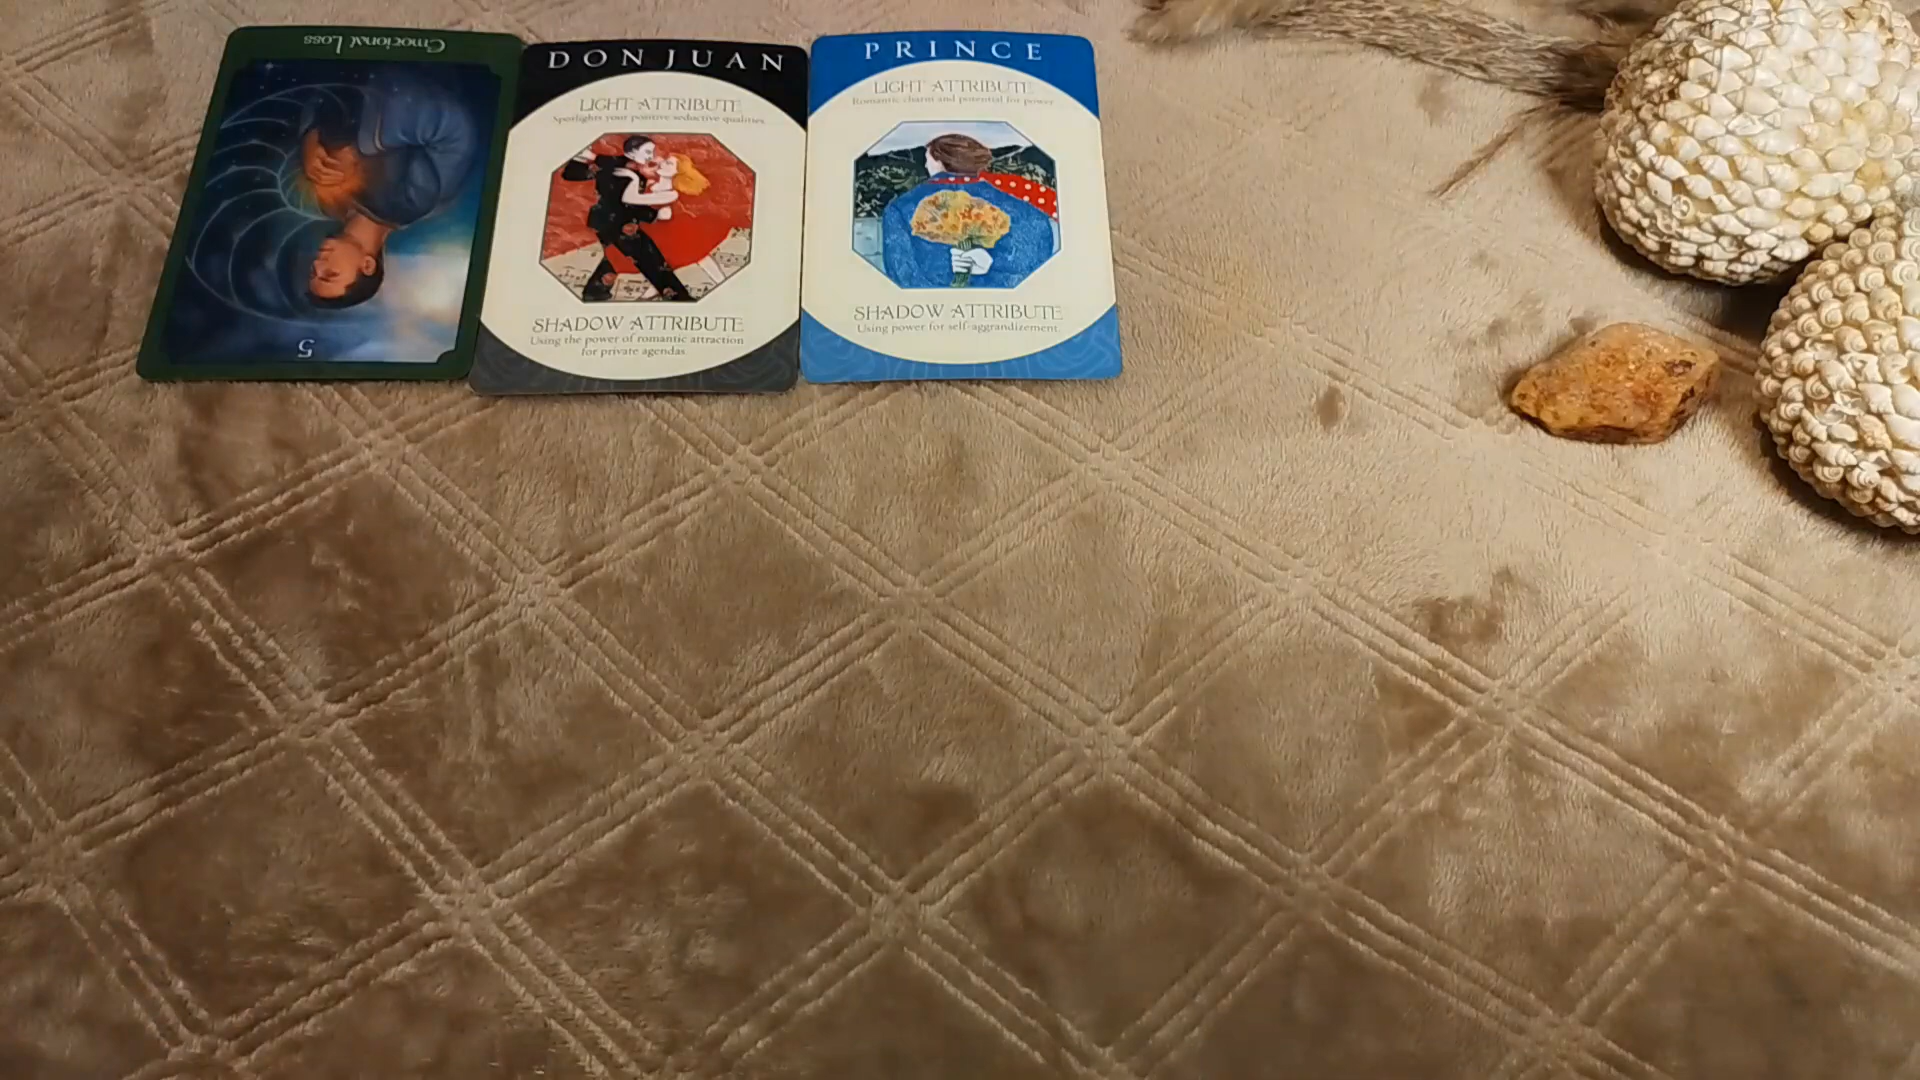 Emotional Loss
5
DON JUAN
LIGHT ATTRIBUTE
Spotlights your positive seductive qualities.
SHADOW ATTRIBUTE
Using the power of romantic attraction
for private agendas
PRINCE
LIGHT ATTRIBUTE
Romantic charm and potential for power
SHADOW ATTRIBUTE
Using power for self-aggrandizement.